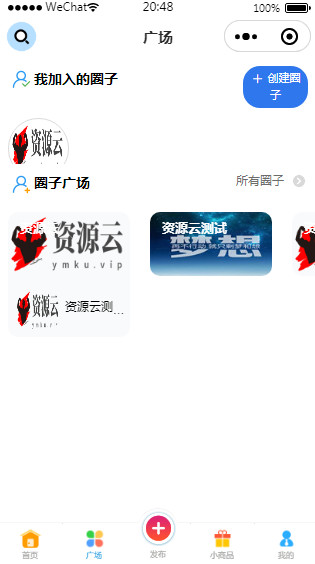 WeChat 20:48 100%
广场
我加入的圈子
+ 创建圈
子
资源云
圈子广场
所有圈子
资源云
ymku.vip
资源云测试
梦想
资源云
ymku.vip
资源云测...
首页
广场
发布
小商品
我的